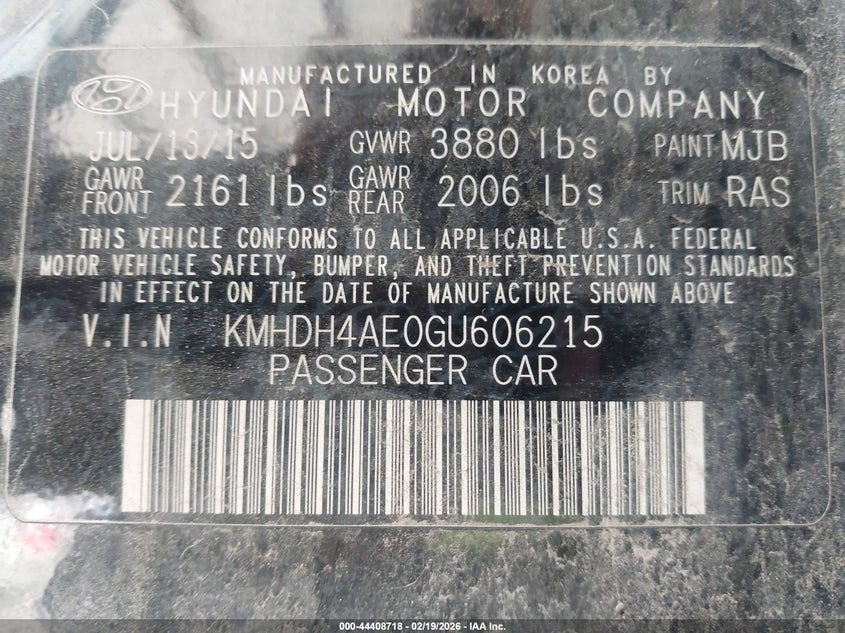 MANUFACTURED IN KOREA BY
HYUNDAI MOTOR COMPANY
JUL/13/15 GVWR 3880 lbs PAINT MJB
GAWR FRONT 2161 lbs GAWR REAR 2006 lbs TRIM RAS
THIS VEHICLE CONFORMS TO ALL APPLICABLE U.S.A. FEDERAL
MOTOR VEHICLE SAFETY, BUMPER, AND THEFT PREVENTION STANDARDS
IN EFFECT ON THE DATE OF MANUFACTURE SHOWN ABOVE
V.I.N KMHDH4AE0GU606215
PASSENGER CAR
000-44408718 - 02/19/2026 - IAA Inc.